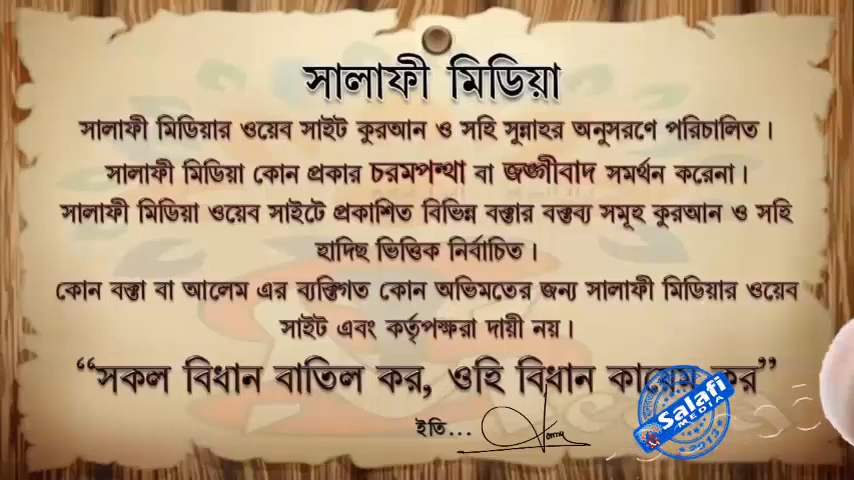 সালাফী মিডিয়া
সালাফী মিডিয়ার ওয়েব সাইট কুরআন ও সহি সুন্নাহর অনুসরণে পরিচালিত।
সালাফী মিডিয়া কোন প্রকার চরমপন্থা বা জঙ্গীবাদ সমর্থন করেনা।
সালাফী মিডিয়া ওয়েব সাইটে প্রকাশিত বিভিন্ন বক্তার বক্তব্য সমূহ কুরআন ও সহি
হাদিছ ভিত্তিক নির্বাচিত।
কোন বক্তা বা আলেম এর ব্যক্তিগত কোন অভিমতের জন্য সালাফী মিডিয়ার ওয়েব
সাইট এবং কর্তৃপক্ষরা দায়ী নয়।
“সকল বিধান বাতিল কর, ওহি বিধান কায়েম কর”
ইতি...
Salafi
MEDIA
2013